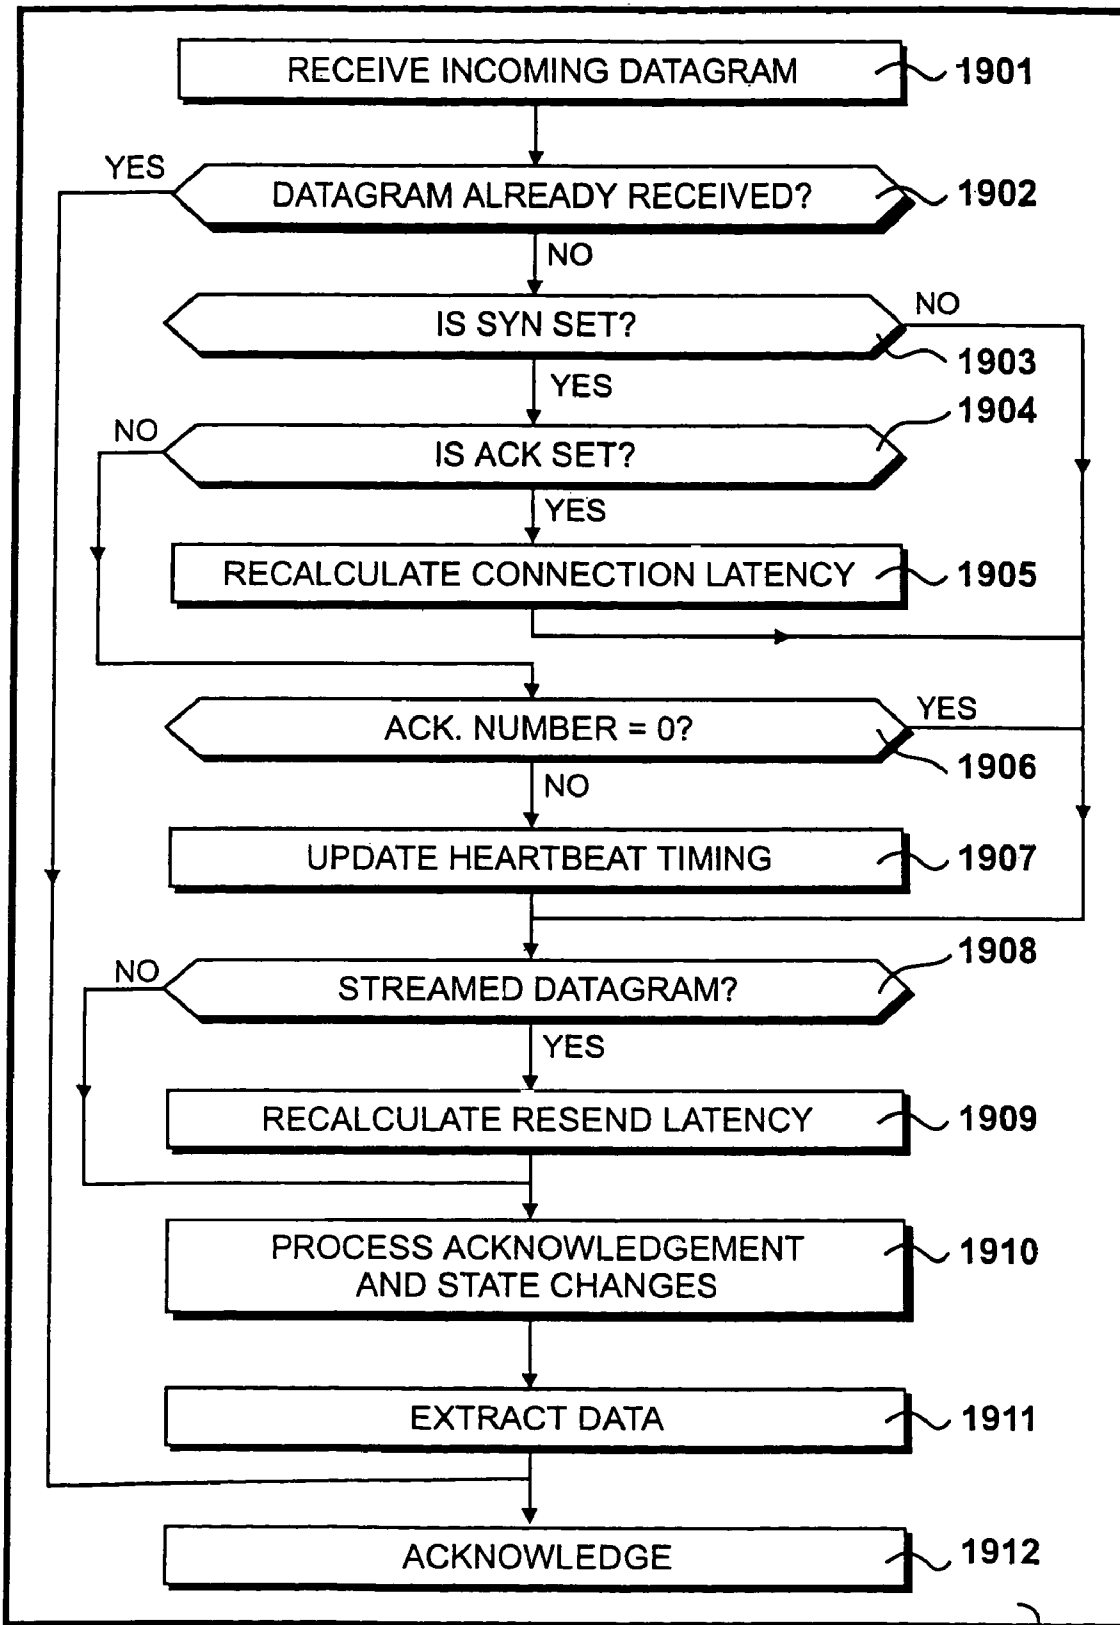 RECEIVE INCOMING DATAGRAM
1901
YES
DATAGRAM ALREADY RECEIVED?
1902
NO
IS SYN SET?
NO
1903
YES
1904
NO
IS ACK SET?
YES
RECALCULATE CONNECTION LATENCY
1905
ACK. NUMBER = 0?
YES
1906
NO
UPDATE HEARTBEAT TIMING
1907
1908
NO
STREAMED DATAGRAM?
YES
RECALCULATE RESEND LATENCY
1909
PROCESS ACKNOWLEDGEMENT
AND STATE CHANGES
1910
EXTRACT DATA
1911
ACKNOWLEDGE
1912